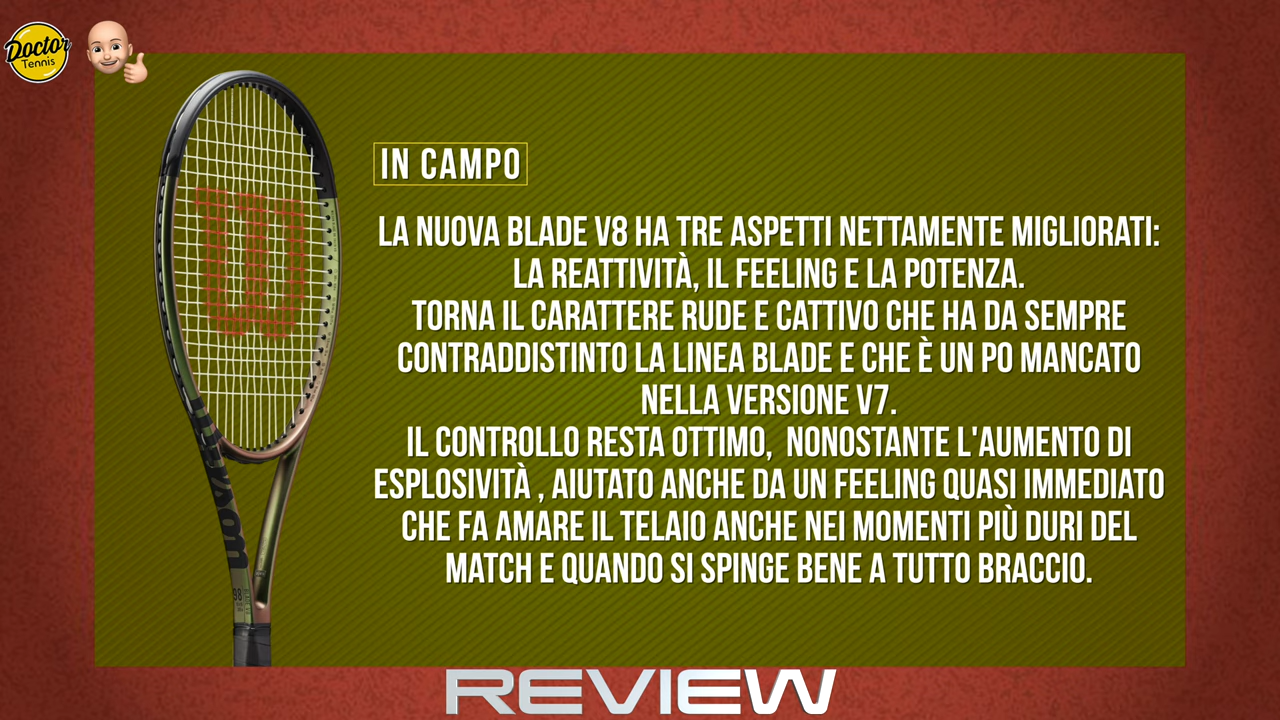 Doctor
Tennis
IN CAMPO
LA NUOVA BLADE V8 HA TRE ASPETTI NETTAMENTE MIGLIORATI:
LA REATTIVITÀ, IL FEELING E LA POTENZA.
TORNA IL CARATTERE RUDE E CATTIVO CHE HA DA SEMPRE
CONTRADDISTINTO LA LINEA BLADE E CHE È UN PO MANCATO
NELLA VERSIONE V7.
IL CONTROLLO RESTA OTTIMO,  NONOSTANTE L'AUMENTO DI
ESPLOSIVITÀ , AIUTATO ANCHE DA UN FEELING QUASI IMMEDIATO
CHE FA AMARE IL TELAIO ANCHE NEI MOMENTI PIÙ DURI DEL
MATCH E QUANDO SI SPINGE BENE A TUTTO BRACCIO.
W
98
REVIEW